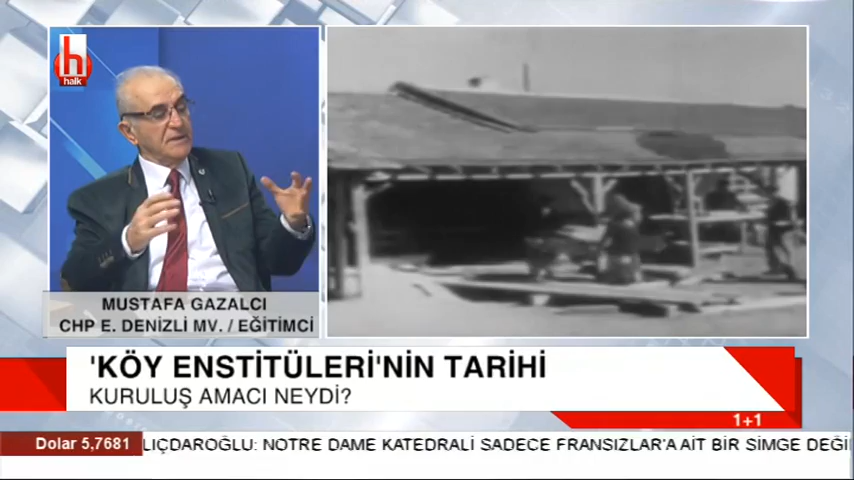 h
halk
MUSTAFA GAZALCI
CHP E. DENİZLİ MV. / EĞİTİMCİ
'KÖY ENSTİTÜLERİ'NİN TARİHİ
KURULUŞ AMACI NEYDİ?
1+1
Dolar 5,7681 LIÇDAROĞLU: NOTRE DAME KATEDRALİ SADECE FRANSIZLAR'A AİT BİR SİMGE DEĞİ